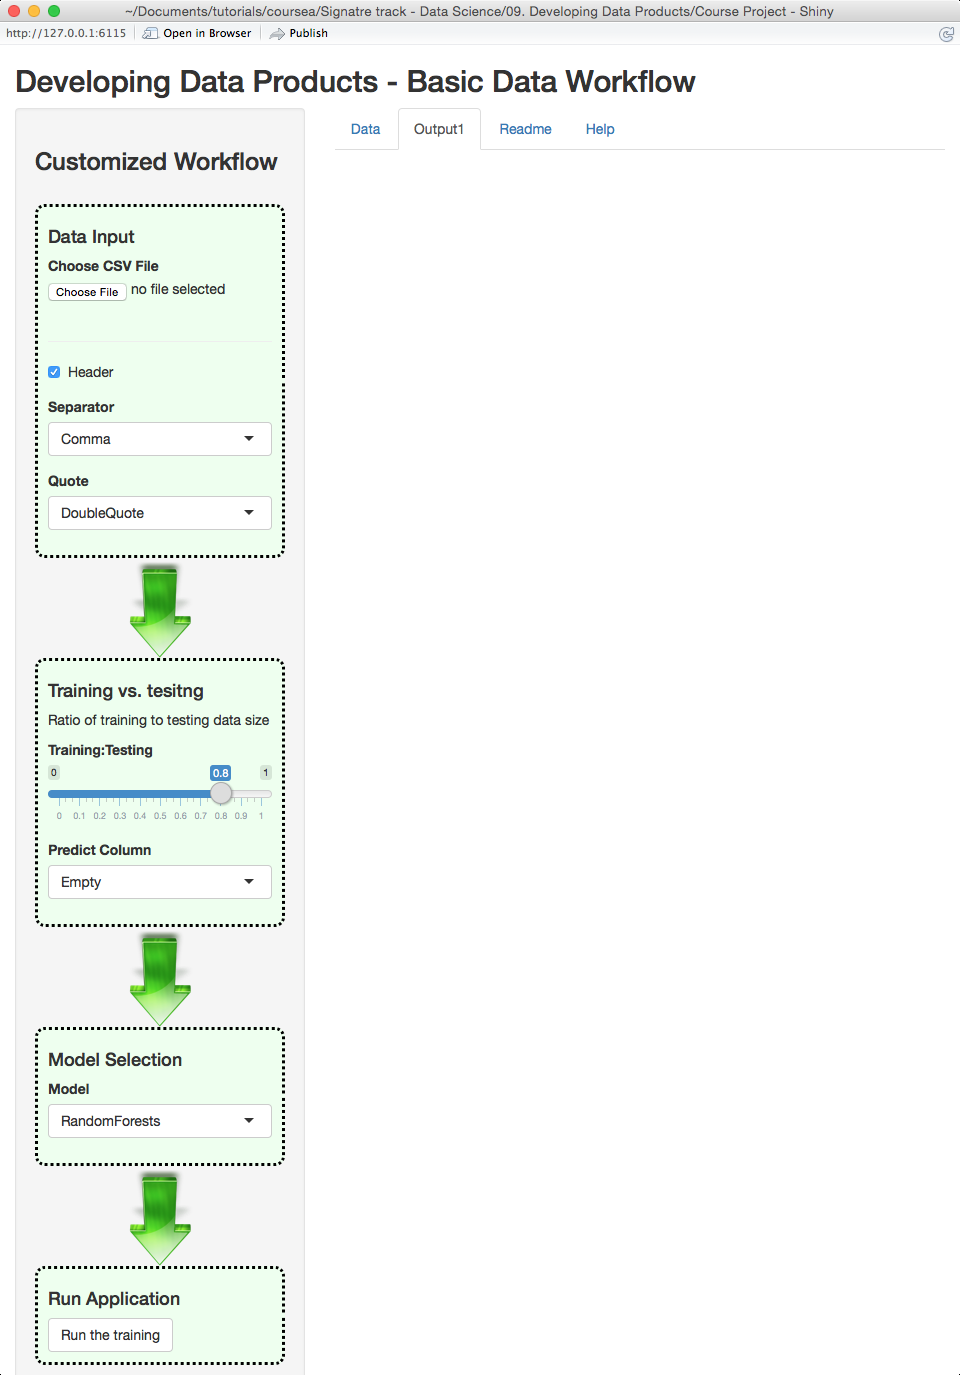 ~/Documents/tutorials/coursea/Signatre track - Data Science/09. Developing Data Products/Course Project - Shiny
http://127.0.0.1:6115 Open in Browser Publish
Developing Data Products - Basic Data Workflow
Data Output1 Readme Help
Customized Workflow
Data Input
Choose CSV File
Choose File no file selected
Header
Separator
Comma
Quote
DoubleQuote
Training vs. tesitng
Ratio of training to testing data size
Training:Testing
0 0.8 1
0 0.1 0.2 0.3 0.4 0.5 0.6 0.7 0.8 0.9 1
Predict Column
Empty
Model Selection
Model
RandomForests
Run Application
Run the training